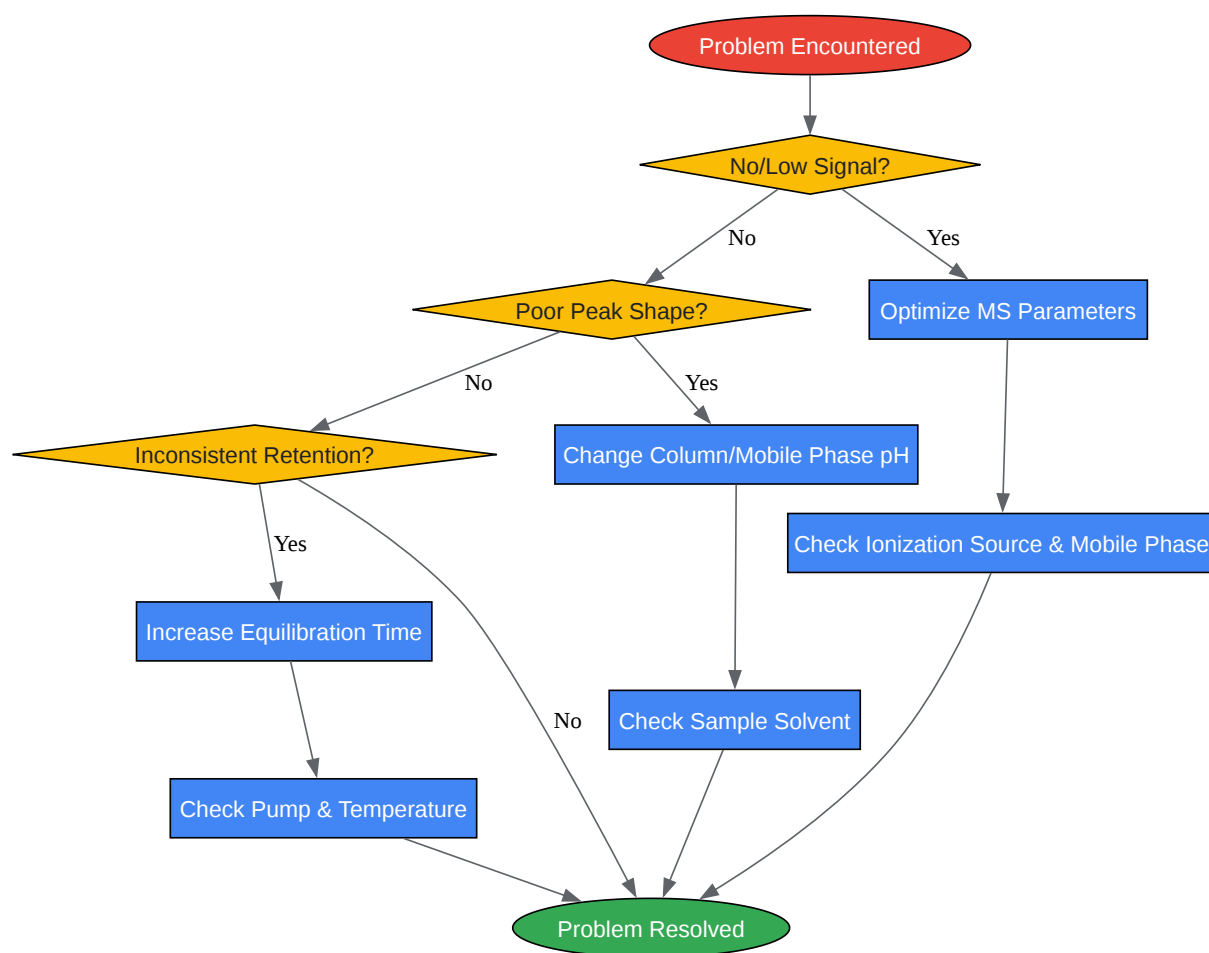 Problem Encountered
No/Low Signal?
No
Yes
Poor Peak Shape?
Optimize MS Parameters
No
Yes
Inconsistent Retention?
Change Column/Mobile Phase pH
Yes
Check Ionization Source & Mobile Phase
Increase Equilibration Time
No
Check Sample Solvent
Check Pump & Temperature
Problem Resolved